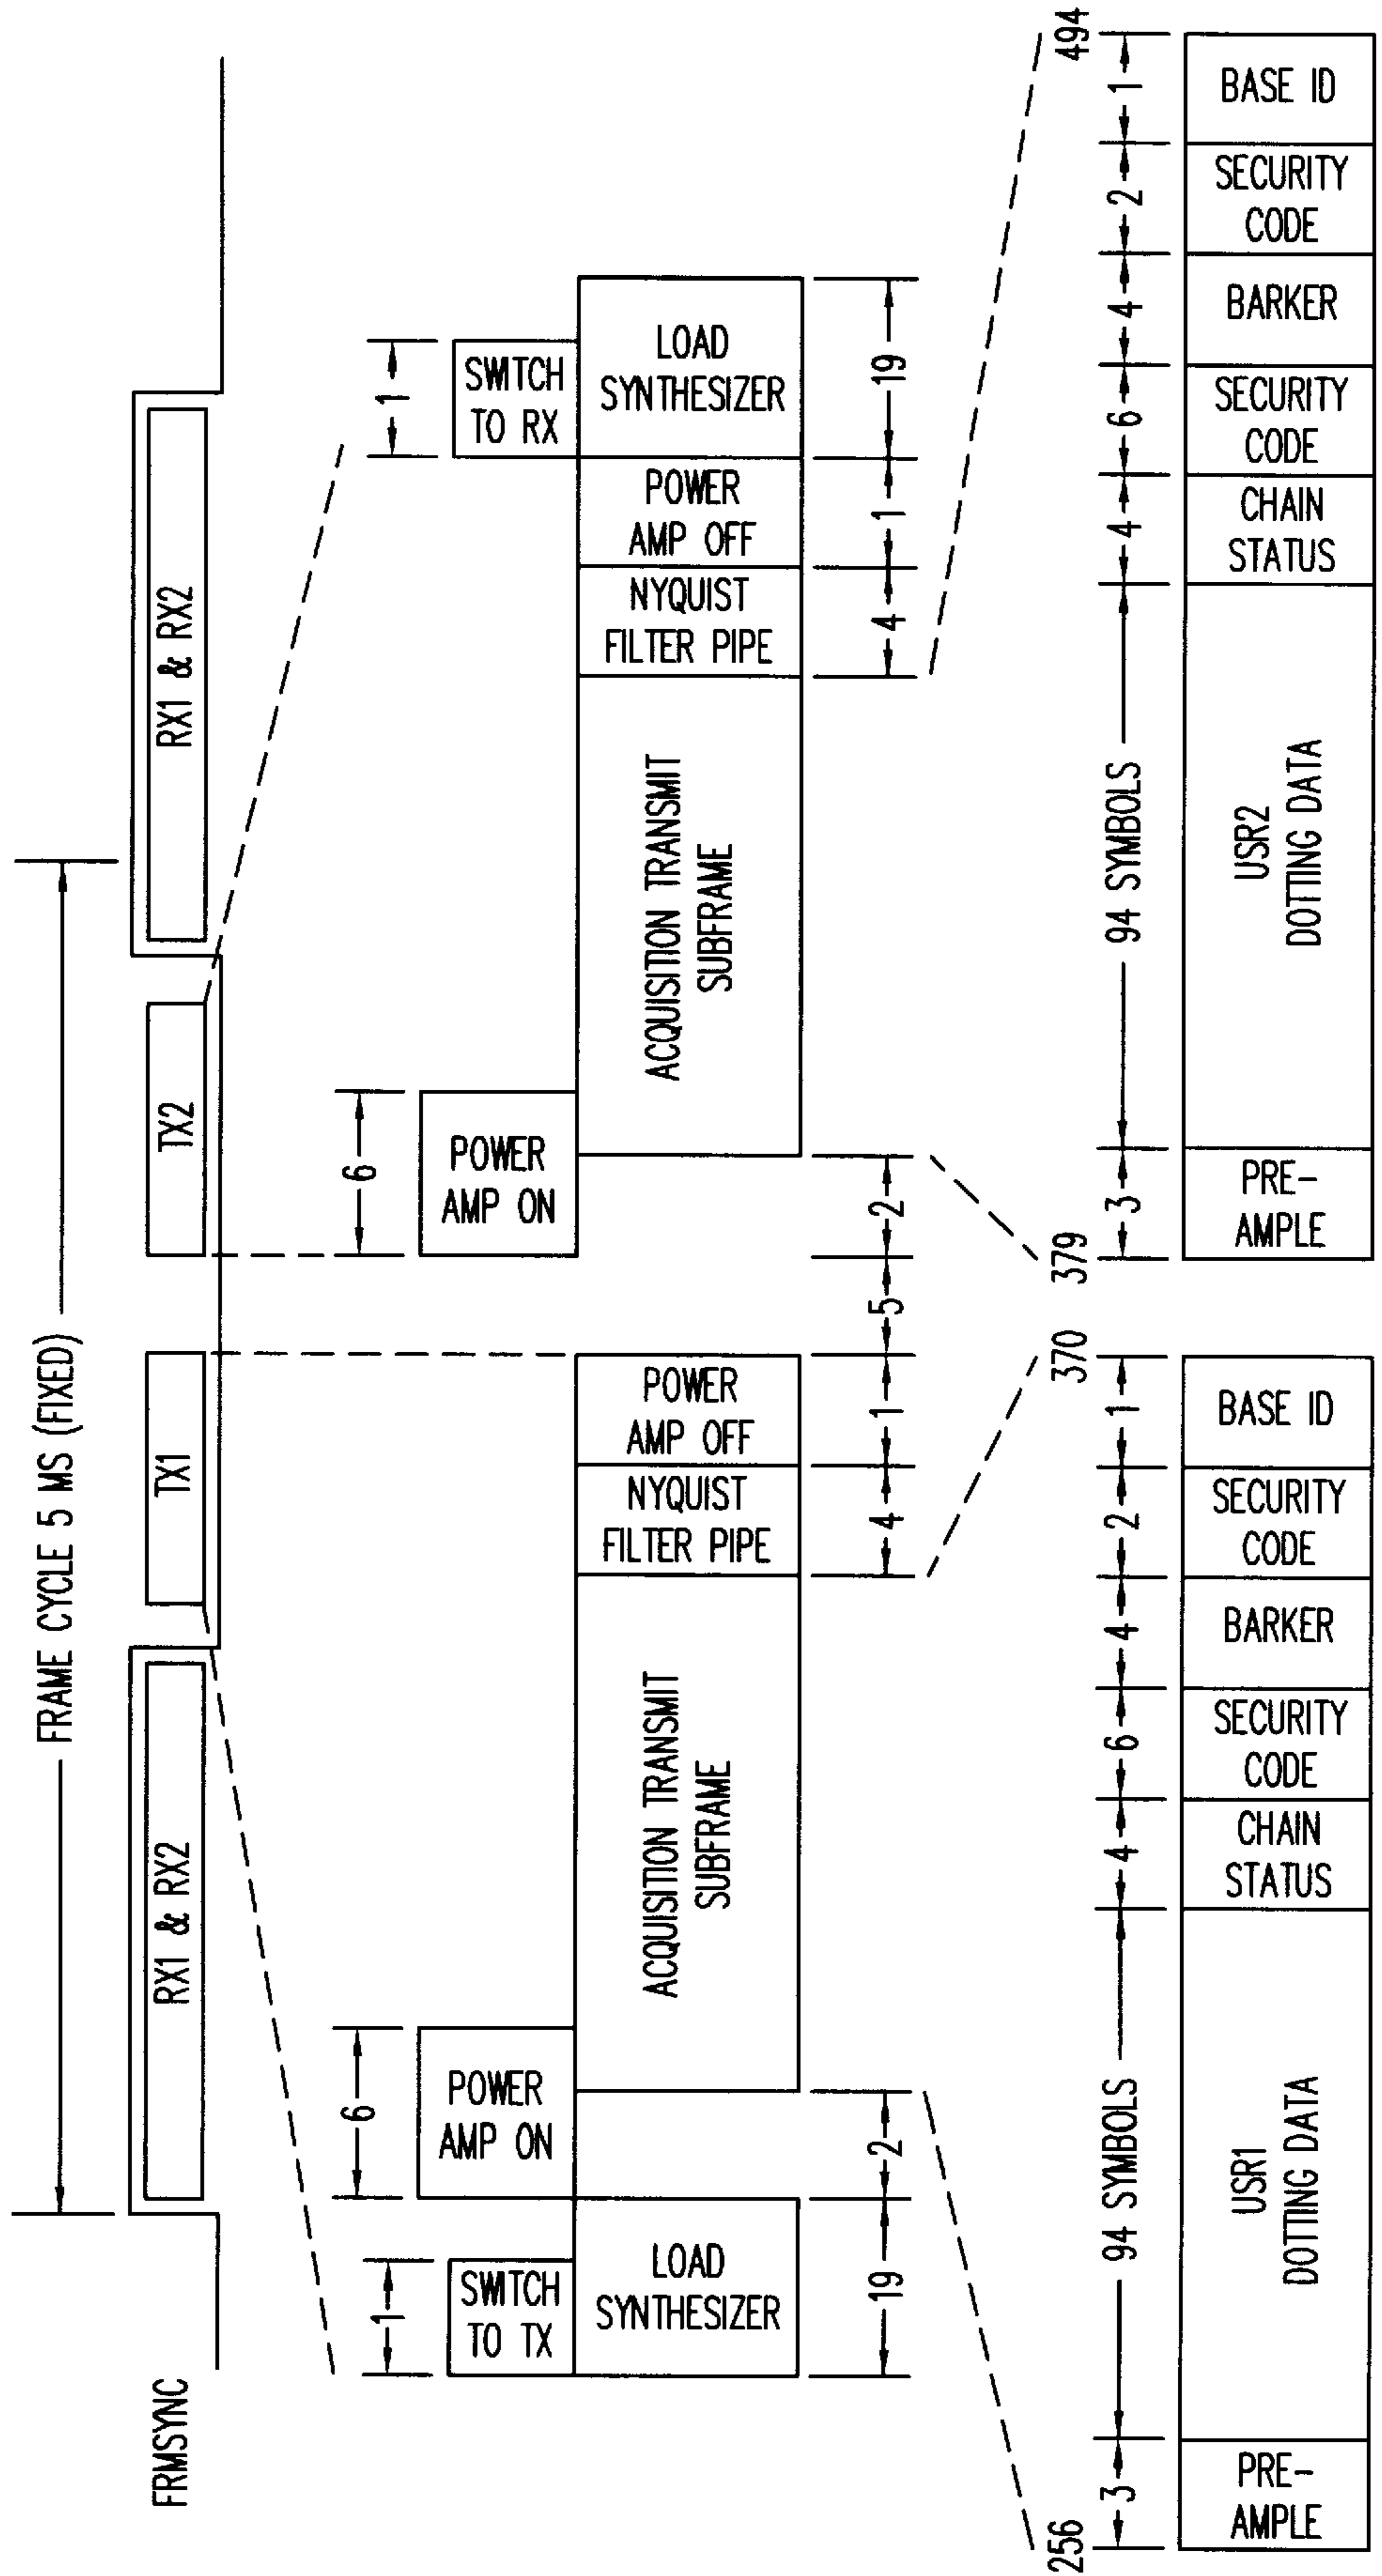 FRAME CYCLE 5 MS (FIXED)
FRMSYNC
RX1 & RX2
TX1
TX2
RX1 & RX2
1
6
6
1
SWITCH
TO TX
POWER
AMP ON
POWER
AMP ON
SWITCH
TO RX
LOAD
SYNTHESIZER
ACQUISITION TRANSMIT
SUBFRAME
NYQUIST
FILTER PIPE
POWER
AMP OFF
ACQUISITION TRANSMIT
SUBFRAME
NYQUIST
FILTER PIPE
POWER
AMP OFF
LOAD
SYNTHESIZER
19
2
4
1
5
2
4
1
19
256
370
379
494
3
94 SYMBOLS
4
6
4
2
1
3
94 SYMBOLS
4
6
4
2
1
PRE-
AMPLE
USR1
DOTTING DATA
CHAIN
STATUS
SECURITY
CODE
BARKER
SECURITY
CODE
BASE ID
PRE-
AMPLE
USR2
DOTTING DATA
CHAIN
STATUS
SECURITY
CODE
BARKER
SECURITY
CODE
BASE ID